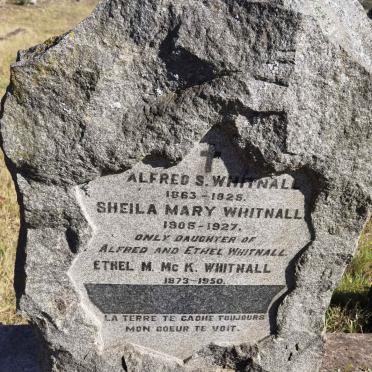 ALFRED S. WHITNALL
1863-1925.
SHEILA MARY WHITNALL
1905-1927.
ONLY DAUGHTER OF
ALFRED AND ETHEL WHITNALL
ETHEL M. MC K. WHITNALL
1873-1950.
LA TERRE TE CACHE TOUJOURS
MON COEUR TE VOIT.